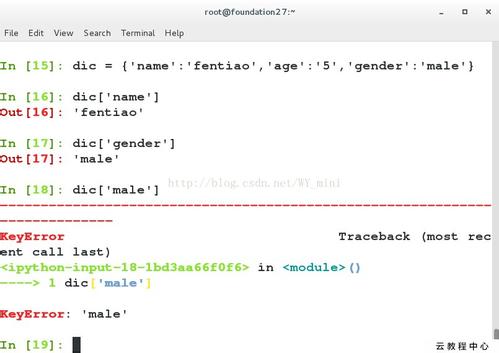 root@foundation27:~
File Edit View Search Terminal Help
In [15]: dic = {'name':'fentiao','age':'5','gender':'male'}
In [16]: dic['name']
Out[16]: 'fentiao'
In [17]: dic['gender']
Out[17]: 'male'
In [18]: dic['male']
http://blog.csdn.net/WY_mini
---------------------------------------------------------------------------
KeyError Traceback (most rec
ent call last)
<ipython-input-18-1bd3aa66f0f6> in <module>()
----> 1 dic['male']
KeyError: 'male'
In [19]:
云教程中心